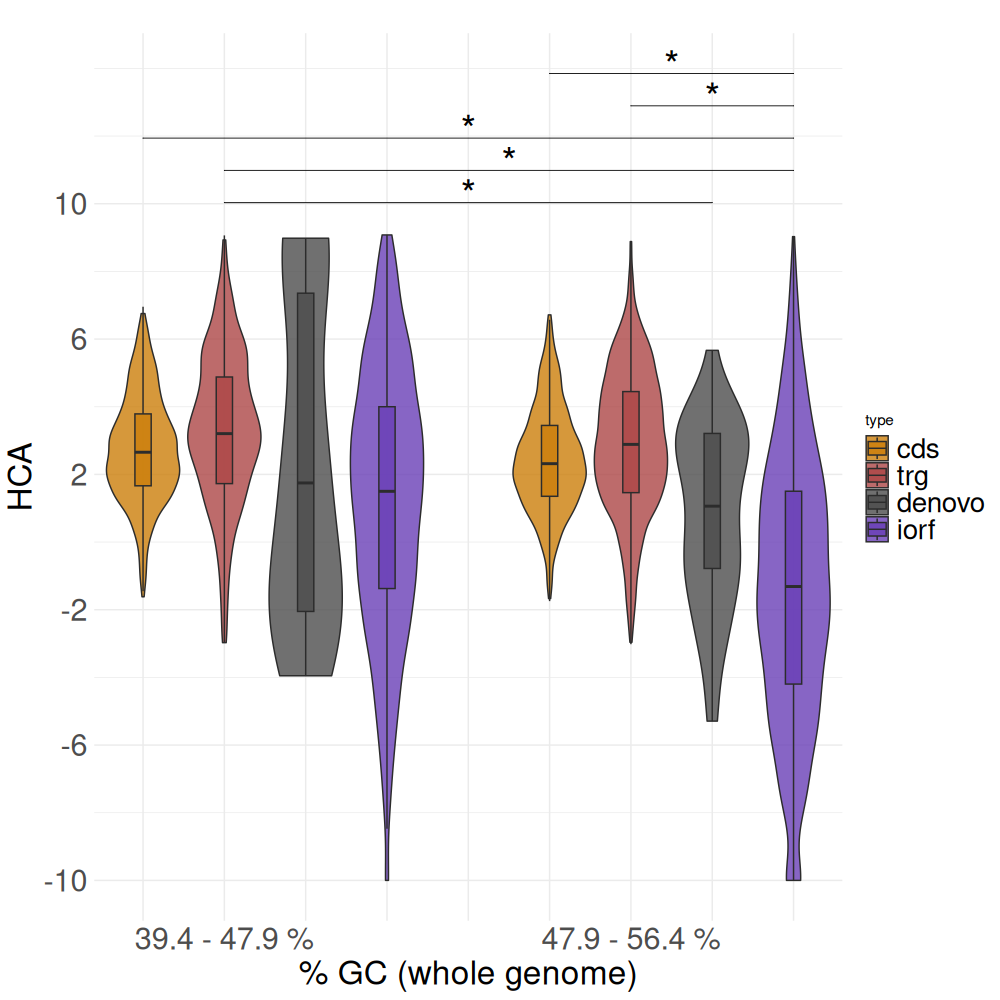 *
*
*
*
*
10
6
2
-2
-6
-10
HCA
39.4 - 47.9 %
47.9 - 56.4 %
% GC (whole genome)
type
cds
trg
denovo
iorf